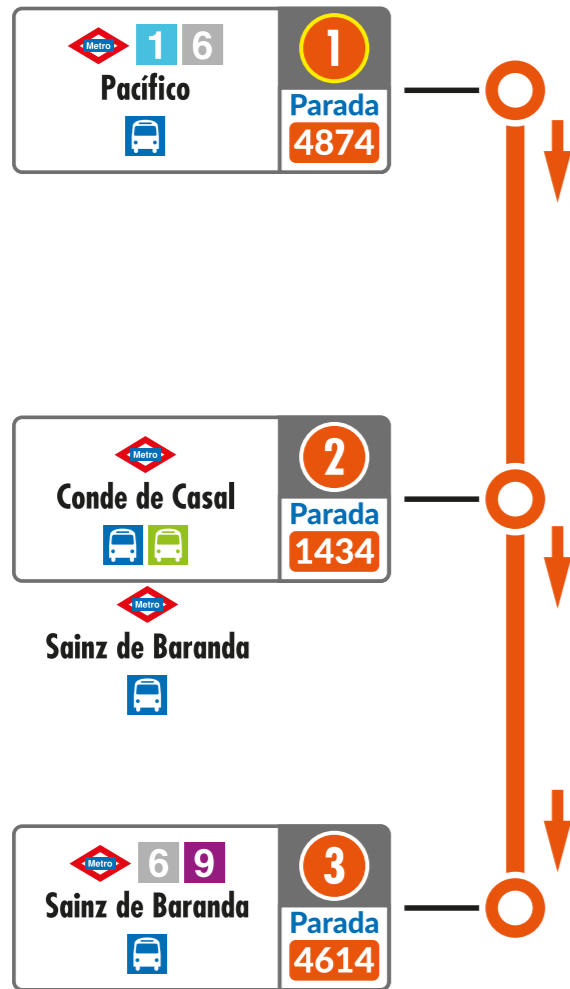 Metro 1 6 1
Pacífico
Parada
4874
Metro 2
Conde de Casal
Parada
1434
Metro
Sainz de Baranda
Metro 6 9 3
Sainz de Baranda
Parada
4614